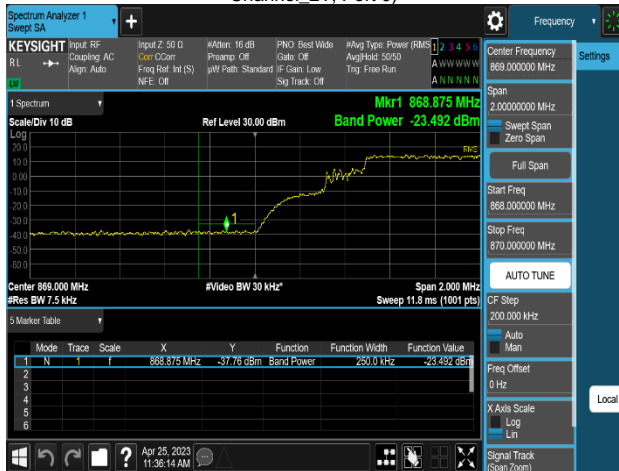 Spectrum Analyzer 1
Swept SA
+
Frequency
KEYSIGHT
RL
Input: RF
Coupling: AC
Align: Auto
Input Z: 50 Ω
Corr CCorr
Freq Ref: Int (S)
NFE: Off
#Atten: 16 dB
Preamp: Off
µW Path: Standard
PNO: Best Wide
Gate: Off
IF Gain: Low
Sig Track: Off
#Avg Type: Power (RMS
Avg|Hold: 50/50
Trig: Free Run
1 2 3 4 5 6
A W W W W W
A N N N N N
1 Spectrum
Scale/Div 10 dB
Log
Ref Level 30.00 dBm
Mkr1 868.875 MHz
Band Power -23.492 dBm
RMS
20.0
10.0
0.00
-10.0
-20.0
-30.0
-40.0
-50.0
-60.0
1
Center 869.000 MHz
#Res BW 7.5 kHz
#Video BW 30 kHz*
Span 2.000 MHz
Sweep 11.8 ms (1001 pts)
5 Marker Table
Mode Trace Scale X Y Function Function Width Function Value
1 N 1 f 868.875 MHz -37.76 dBm Band Power 250.0 kHz -23.492 dBm
2
3
4
5
6
Apr 25, 2023
11:36:14 AM
?
Center Frequency
869.000000 MHz
Span
2.00000000 MHz
Swept Span
Zero Span
Full Span
Start Freq
868.000000 MHz
Stop Freq
870.000000 MHz
AUTO TUNE
CF Step
200.000 kHz
Auto
Man
Freq Offset
0 Hz
X Axis Scale
Log
Lin
Signal Track
(Span Zoom)
Settings
Local